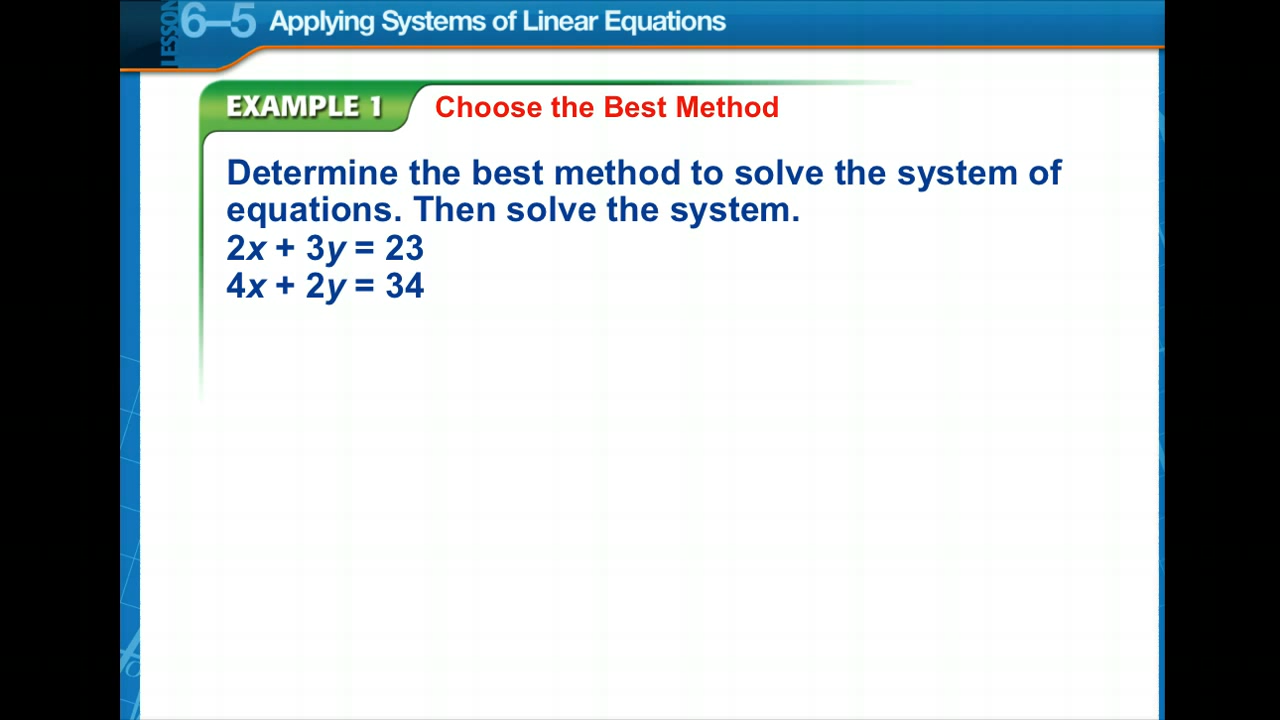 LESSON 6–5 Applying Systems of Linear Equations
EXAMPLE 1 Choose the Best Method
Determine the best method to solve the system of
equations. Then solve the system.
2x + 3y = 23
4x + 2y = 34